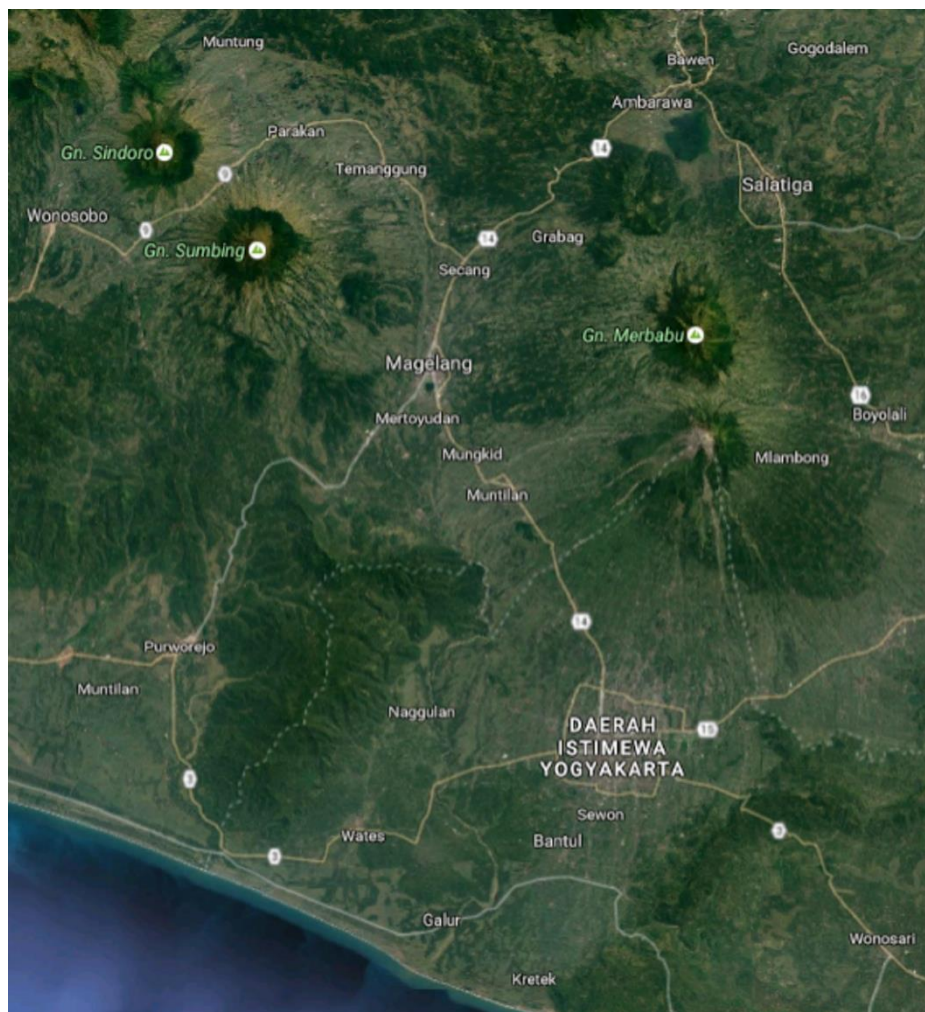 Muntung
Gogodalem
Bawen
Ambarawa
Parakan
14
Gn. Sindoro
Temanggung
9
Salatiga
Wonosobo
9
Gn. Sumbing
14
Grabag
Secang
Gn. Merbabu
Magelang
16
Boyolali
Mertoyudan
Mungkid
Mlambong
Muntilan
14
Purworejo
Muntilan
Naggulan
DAERAH
ISTIMEWA
YOGYAKARTA
15
3
Sewon
Wates
3
Bantul
3
Galur
Wonosari
Kretek